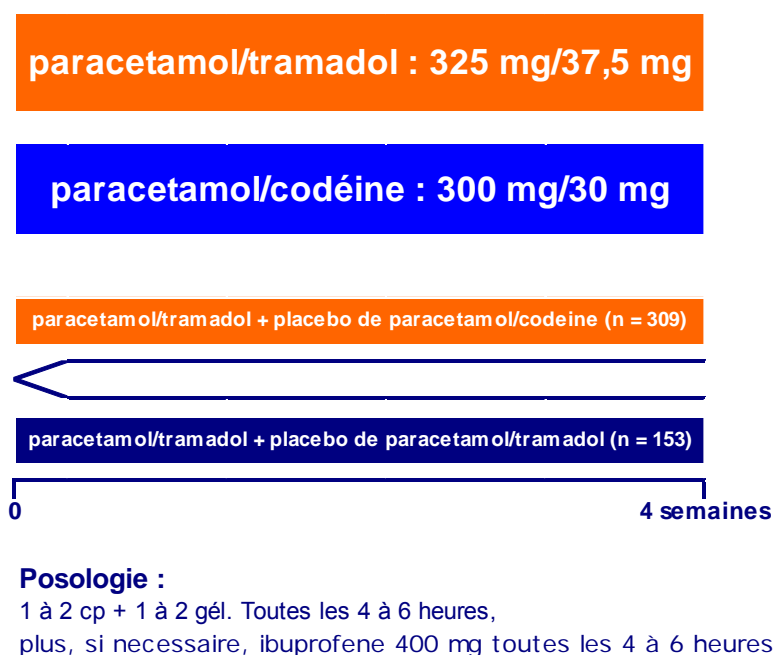 paracetamol/tramadol : 325 mg/37,5 mg
paracetamol/codéine : 300 mg/30 mg
paracetamol/tramadol + placebo de paracetamol/codeine (n = 309)
paracetamol/tramadol + placebo de paracetamol/tramadol (n = 153)
0
4 semaines
Posologie :
1 à 2 cp + 1 à 2 gél. Toutes les 4 à 6 heures,
plus, si necessaire, ibuprofene 400 mg toutes les 4 à 6 heures